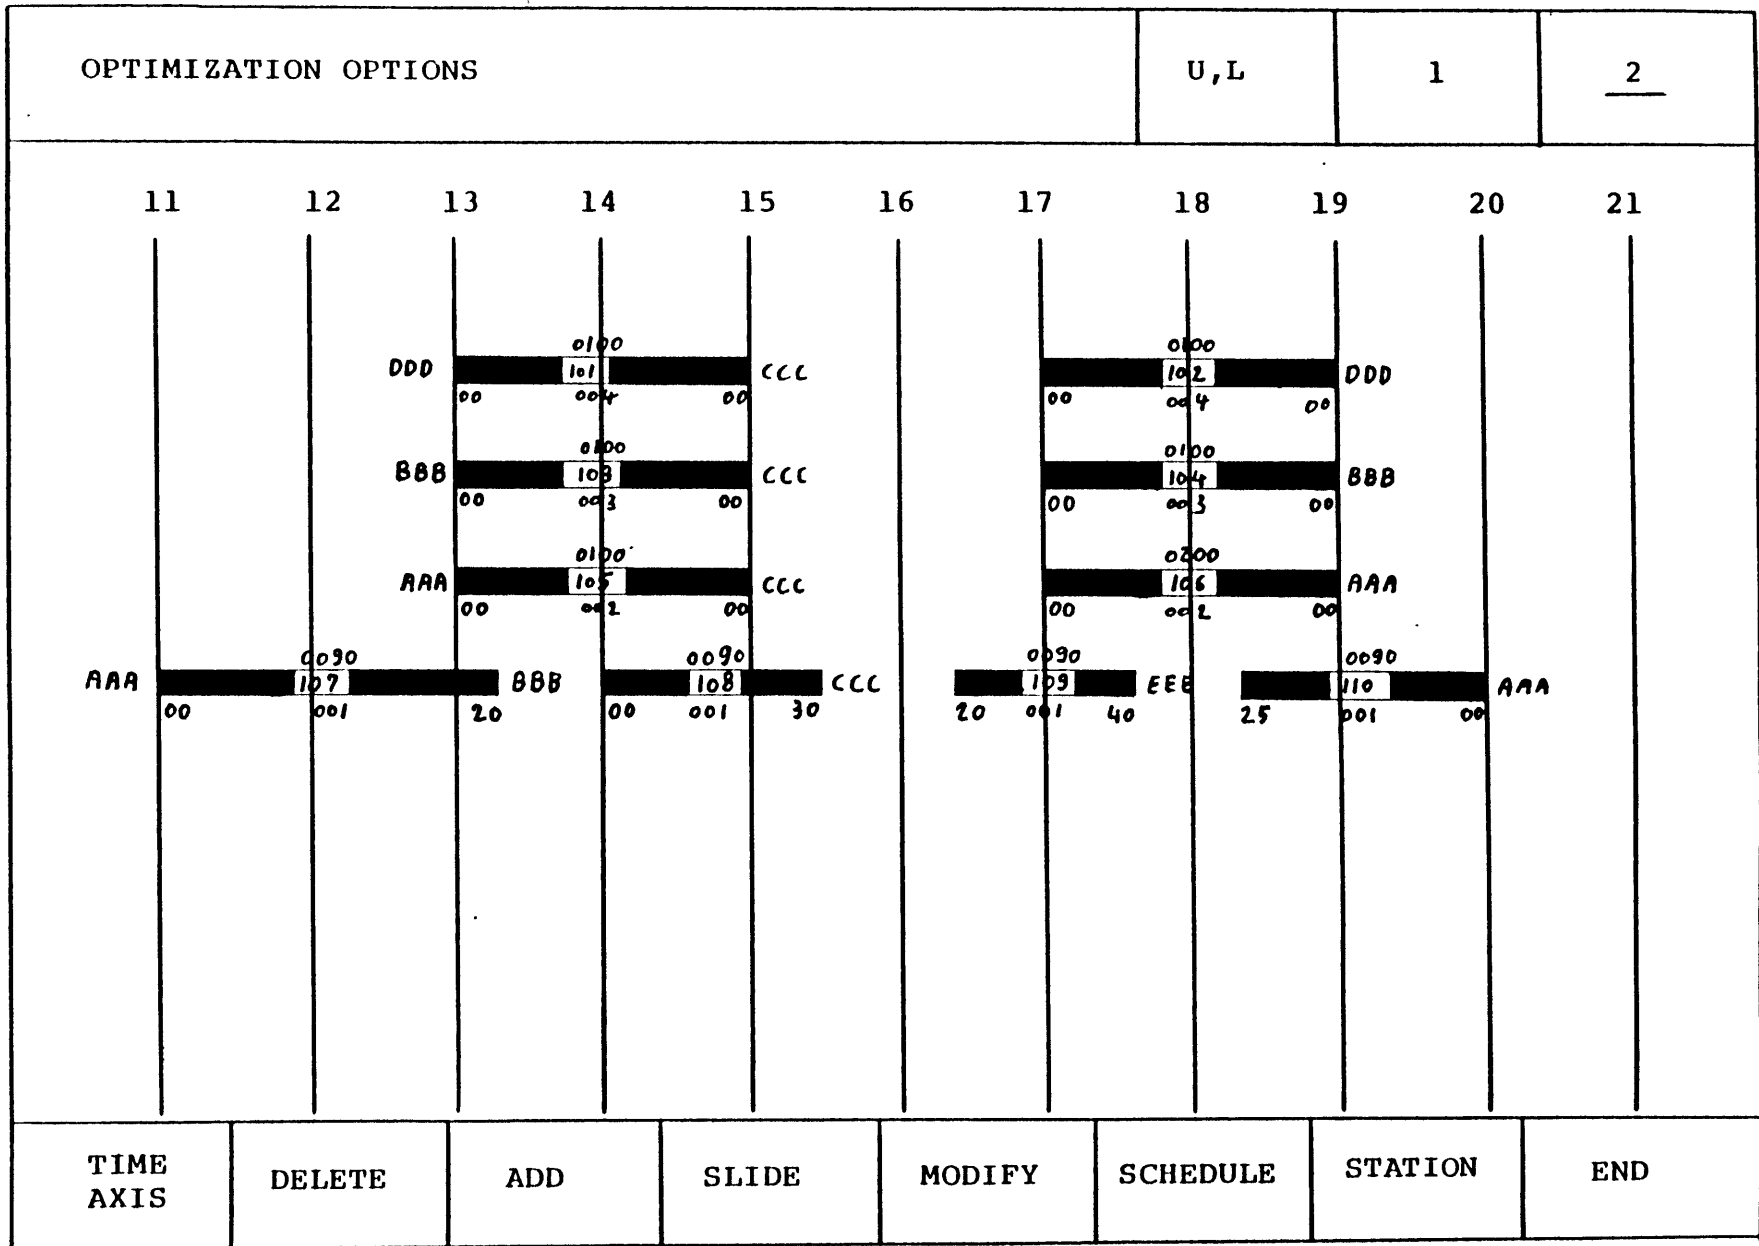 OPTIMIZATION OPTIONS U,L 1 2
11 12 13 14 15 16 17 18 19 20 21
0100 0100
DDD 101 CCC 102 DDD
00 004 00 00 004 00
0100 0100
BBB 103 CCC 104 BBB
00 003 00 00 003 00
0100 0200
AAA 105 CCC 106 AAA
00 002 00 00 002 00
0090 0090 0090 0090
AAA 107 BBB 108 CCC 109 EEE 110 AAA
00 001 20 00 001 30 20 001 40 25 001 00
TIME AXIS DELETE ADD SLIDE MODIFY SCHEDULE STATION END